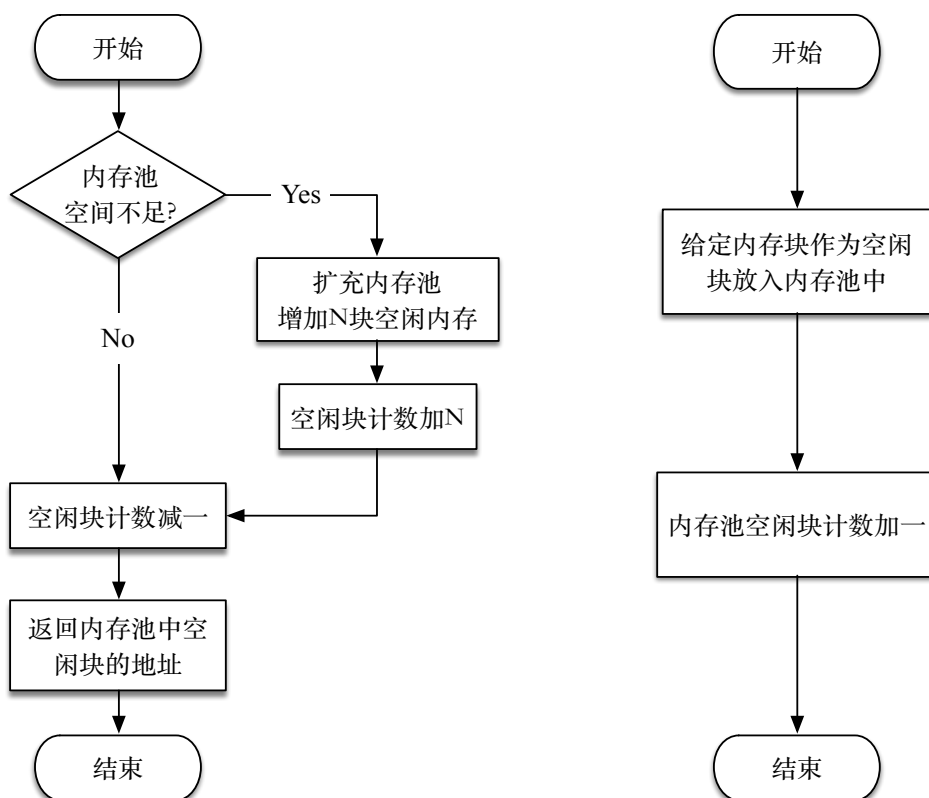 开始
内存池
空间不足?
Yes
扩充内存池
增加N块空闲内存
No
空闲块计数加N
空闲块计数减一
返回内存池中空
闲块的地址
结束
开始
给定内存块作为空闲
块放入内存池中
内存池空闲块计数加一
结束